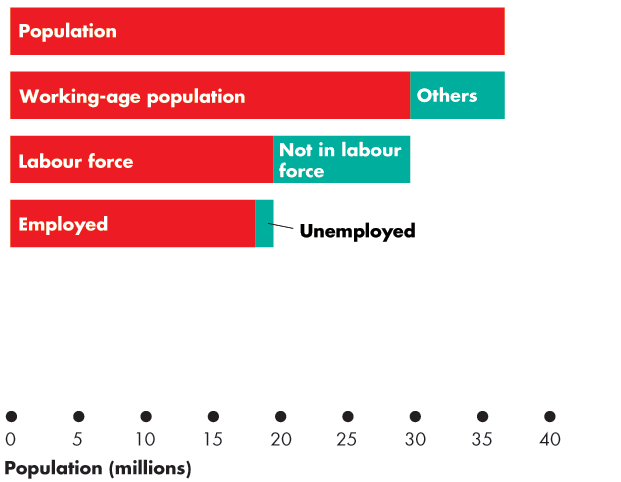 Population
Working-age population
Others
Labour force
Not in labour
force
Employed
Unemployed
0 5 10 15 20 25 30 35 40
Population (millions)